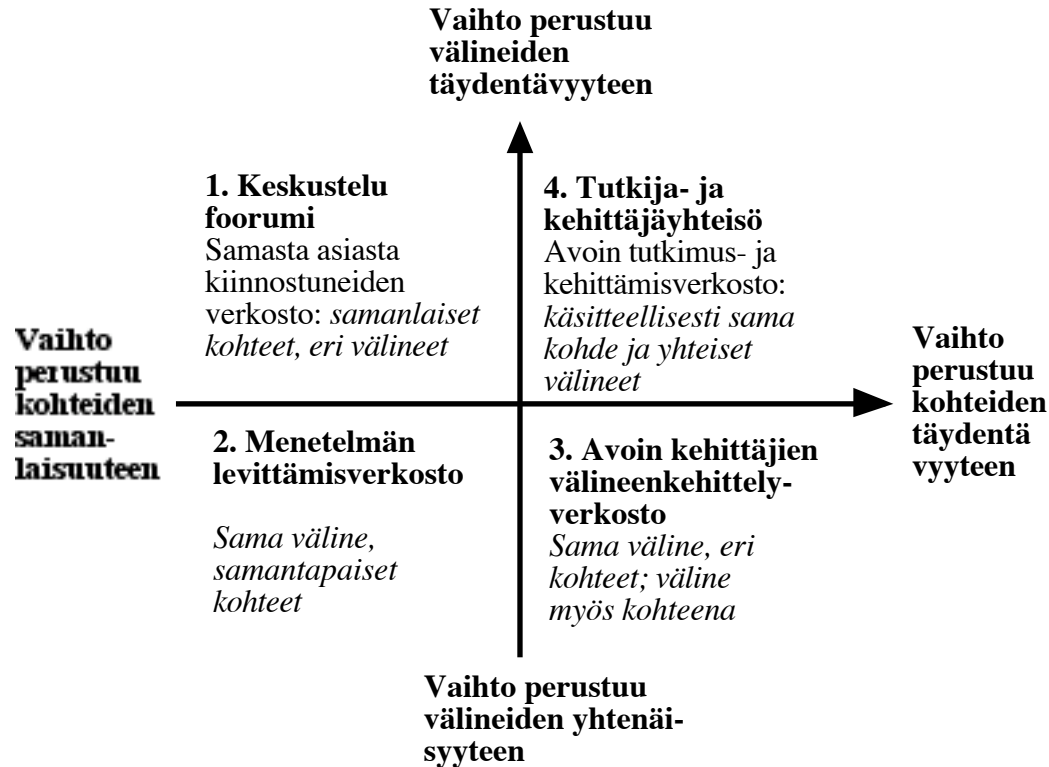 Vaihto perustuu
välineiden
täydentävyyteen
1. Keskustelu
foorumi
Samasta asiasta
kiinnostuneiden
verkosto: samanlaiset
kohteet, eri välineet
4. Tutkija- ja
kehittäjäyhteisö
Avoin tutkimus- ja
kehittämisverkosto:
käsitteellisesti sama
kohde ja yhteiset
välineet
Vaihto
perustuu
kohteiden
saman-
laisuuteen
Vaihto
perustuu
kohteiden
täydentä
vyyteen
2. Menetelmän
levittämisverkosto
Sama väline,
samantapaiset
kohteet
3. Avoin kehittäjien
välineenkehittely-
verkosto
Sama väline, eri
kohteet; väline
myös kohteena
Vaihto perustuu
välineiden yhtenäi-
syyteen